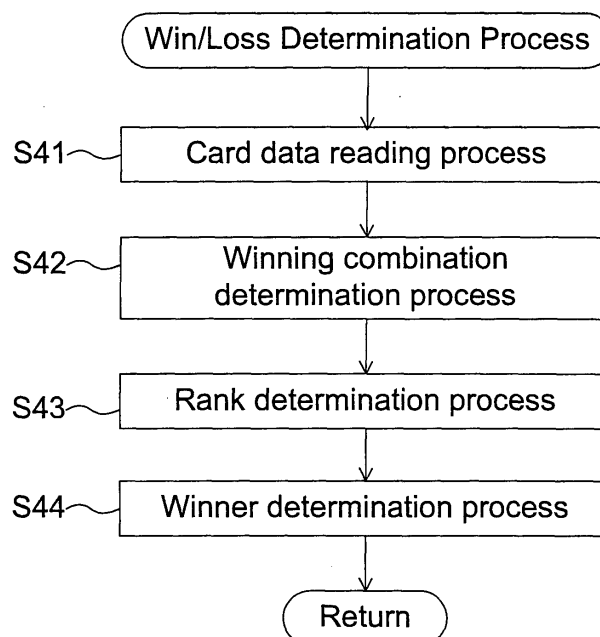 Win/Loss Determination Process
S41
Card data reading process
S42
Winning combination
determination process
S43
Rank determination process
S44
Winner determination process
Return